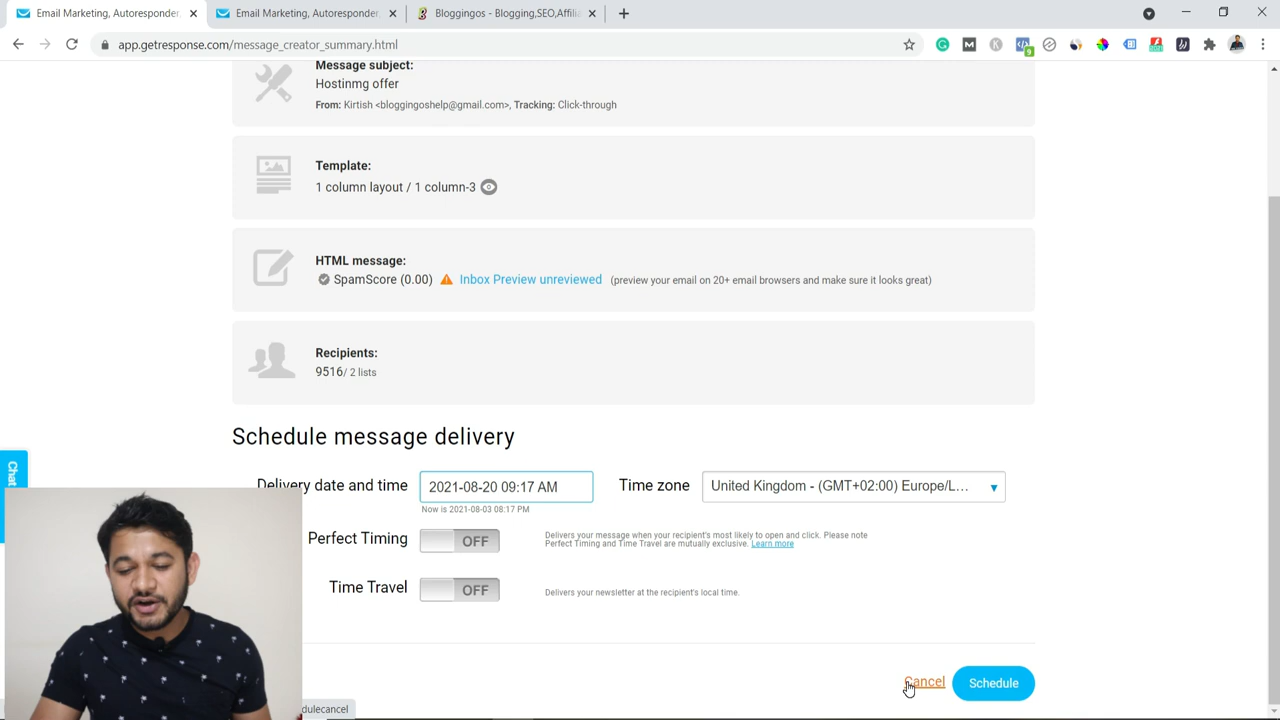 Email Marketing, Autoresponder
Email Marketing, Autoresponder
Bloggingos - Blogging,SEO,Affilia
app.getresponse.com/message_creator_summary.html
9
Message subject:
Hostinmg offer
From: Kirtish <bloggingoshelp@gmail.com>, Tracking: Click-through
Template:
1 column layout / 1 column-3
HTML message:
SpamScore (0.00) Inbox Preview unreviewed (preview your email on 20+ email browsers and make sure it looks great)
Recipients:
9516/ 2 lists
Schedule message delivery
Delivery date and time 2021-08-20 09:17 AM Time zone United Kingdom - (GMT+02:00) Europe/L...
Now is 2021-08-03 08:17 PM
Perfect Timing OFF Delivers your message when your recipient's most likely to open and click. Please note
Perfect Timing and Time Travel are mutually exclusive. Learn more
Time Travel OFF Delivers your newsletter at the recipient's local time.
Cancel Schedule
Chat
dulecancel